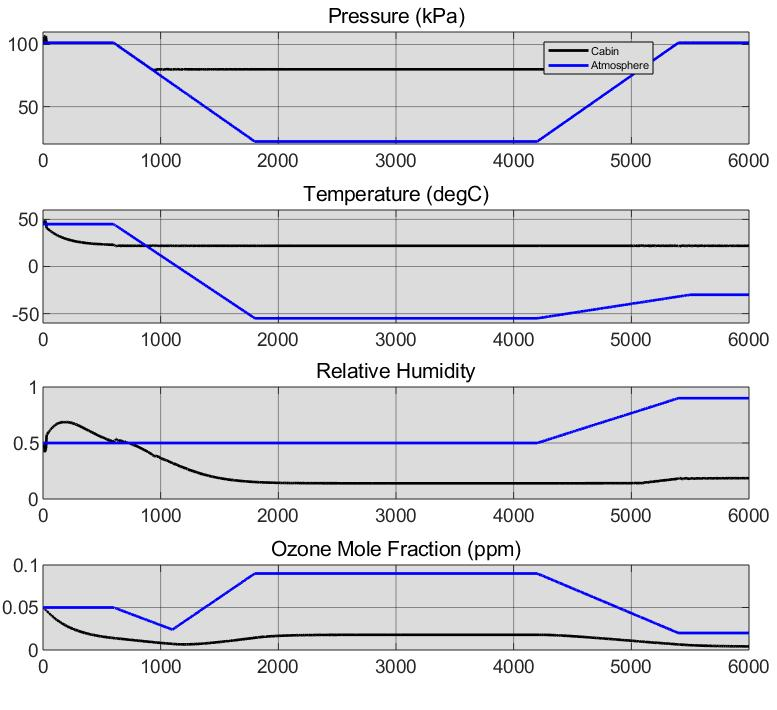 Pressure (kPa)
100
50
Cabin
Atmosphere
0 1000 2000 3000 4000 5000 6000
Temperature (degC)
50
0
-50
0 1000 2000 3000 4000 5000 6000
Relative Humidity
1
0.5
0
0 1000 2000 3000 4000 5000 6000
Ozone Mole Fraction (ppm)
0.1
0.05
0
0 1000 2000 3000 4000 5000 6000